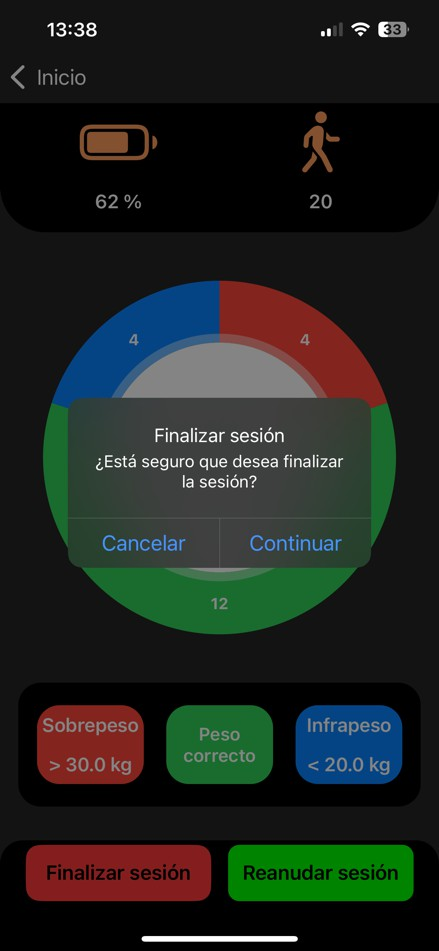 13:38
33
Inicio
62 %
20
4
4
Finalizar sesión
¿Está seguro que desea finalizar
la sesión?
Cancelar
Continuar
12
Sobrepeso
> 30.0 kg
Peso
correcto
Infrapeso
< 20.0 kg
Finalizar sesión
Reanudar sesión